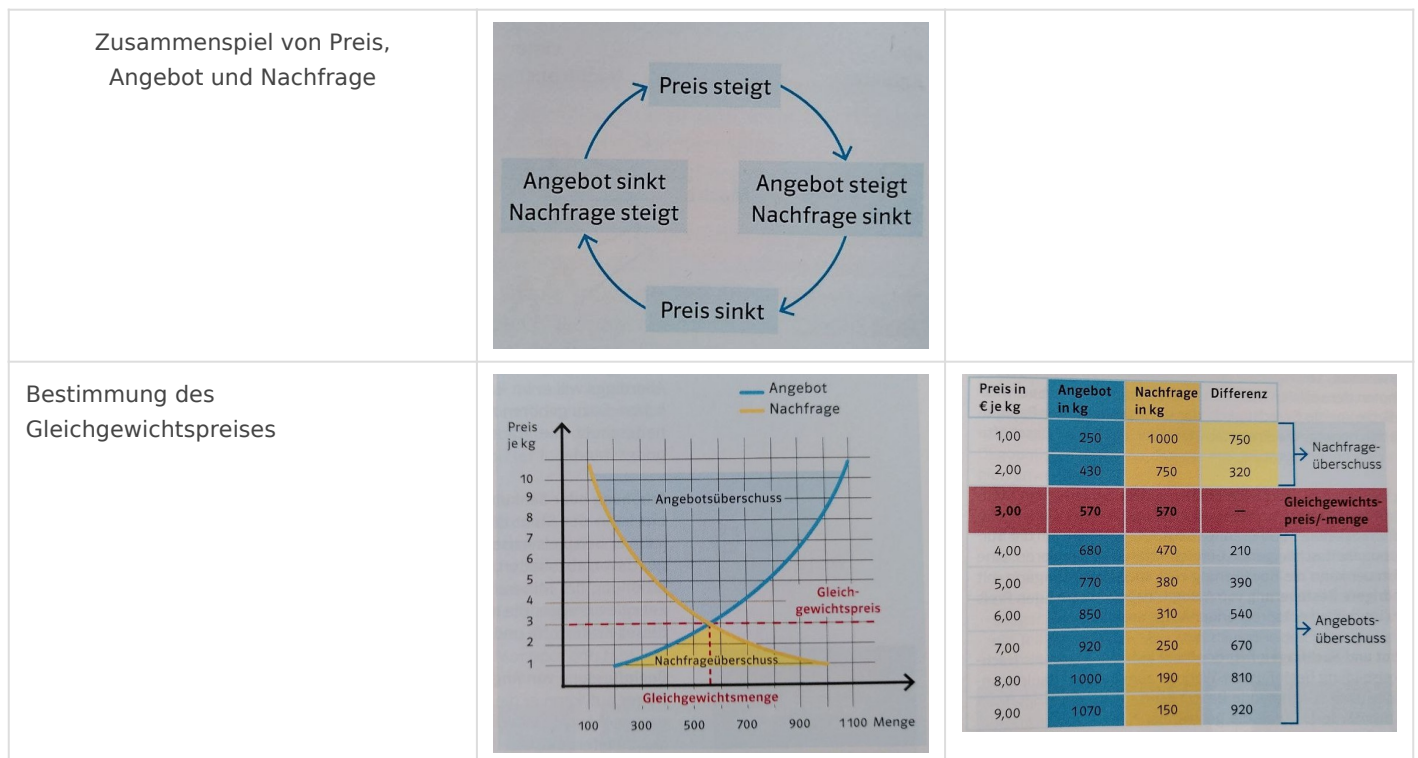 Zusammenspiel von Preis,
Angebot und Nachfrage
Preis steigt
Angebot sinkt
Nachfrage steigt
Angebot steigt
Nachfrage sinkt
Preis sinkt
Bestimmung des
Gleichgewichtspreises
Angebot
Nachfrage
Preis
je kg
10
9
8
7
6
5
4
3
2
1
Angebotsüberschuss
Gleich-
gewichtspreis
Nachfrageüberschuss
Gleichgewichtsmenge
100 300 500 700 900 1100 Menge
Preis in
€ je kg
Angebot
in kg
Nachfrage
in kg
Differenz
1,00 250 1000 750
2,00 430 750 320
Nachfrage-
überschuss
3,00 570 570 —
Gleichgewichts-
preis/-menge
4,00 680 470 210
5,00 770 380 390
6,00 850 310 540
7,00 920 250 670
8,00 1000 190 810
9,00 1070 150 920
Angebots-
überschuss